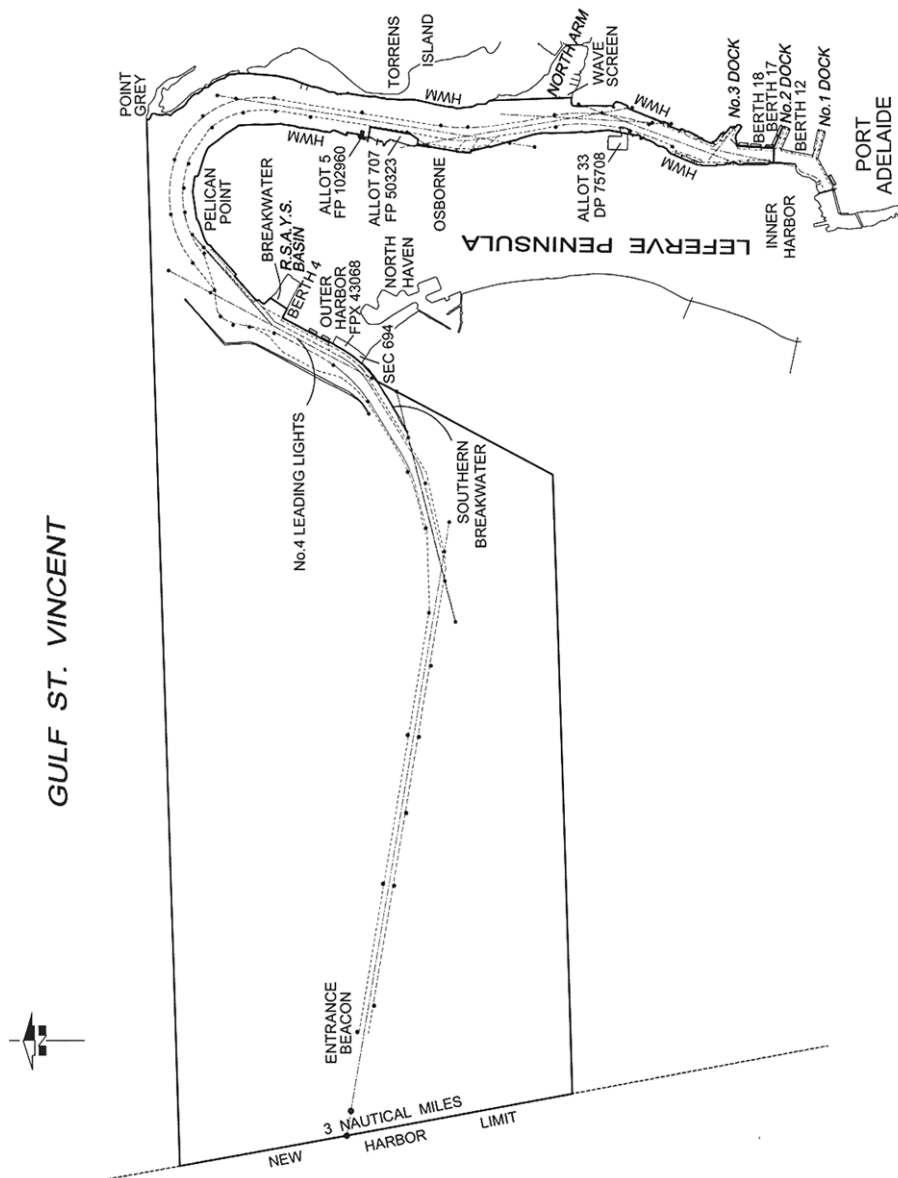 GULF ST. VINCENT
POINT
GREY
TORRENS
ISLAND
NORTH ARM
WAVE
SCREEN
HWM
HWM
HWM
HWM
No.3 DOCK
BERTH 18
BERTH 17
No.2 DOCK
BERTH 12
No.1 DOCK
PORT
ADELAIDE
INNER
HARBOR
PELICAN
POINT
BREAKWATER
R.S.A.Y.S.
BASIN
BERTH 4
OUTER
HARBOR
FPX 43068
SEC 694
ALLOT 5
FP 102960
ALLOT 707
FP 50323
OSBORNE
ALLOT 33
DP 75708
LEFERVE PENINSULA
NORTH
HAVEN
No.4 LEADING LIGHTS
SOUTHERN
BREAKWATER
ENTRANCE
BEACON
3 NAUTICAL MILES
NEW HARBOR LIMIT